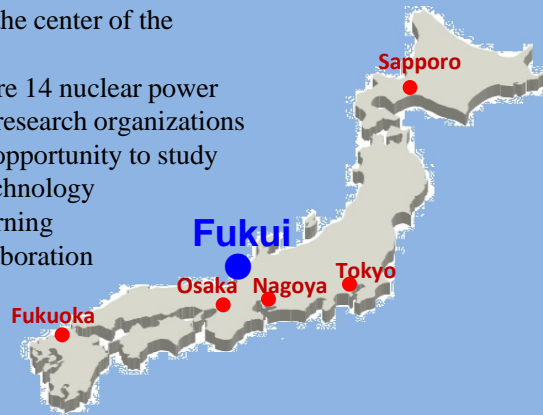 the center of the
re 14 nuclear power
research organizations
opportunity to study
chnology
rning
boration
Sapporo
Fukui
Osaka Nagoya Tokyo
Fukuoka